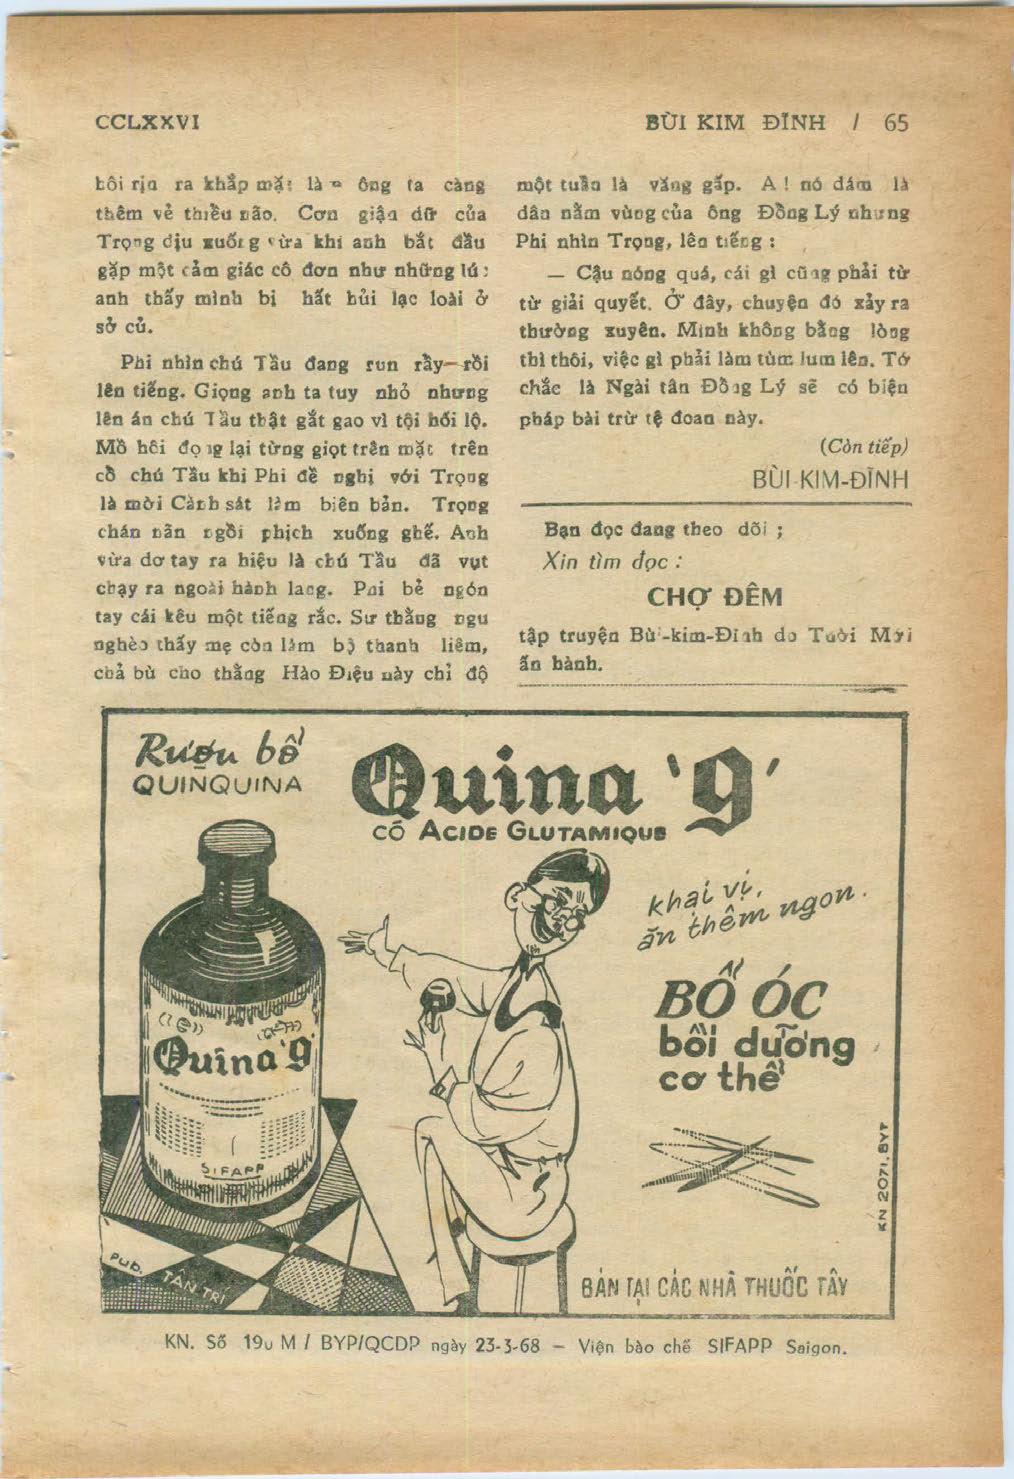 CCLXXVI
BÙI KIM ĐĨNH / 65
hôi rịn ra khắp mặt làm ông ta càng
thêm vẻ thiểu não. Cơn giận dữ của
Trọng dịu xuống vừa khi anh bắt đầu
gặp một cảm giác cô đơn như những lúc
anh thấy mình bị hất hủi lạc loài ở
sở củ.
Phi nhìn chú Tầu đang run rẩy rồi
lên tiếng. Giọng anh ta tuy nhỏ nhưng
lên án chú Tầu thật gắt gao vì tội hối lộ.
Mồ hôi đọng lại từng giọt trên mặt trên
cổ chú Tầu khi Phi đề nghị với Trọng
là mời Cảnh sát làm biên bản. Trọng
chán nản ngồi phịch xuống ghế. Anh
vừa dơ tay ra hiệu là chú Tầu đã vụt
chạy ra ngoài hành lang. Phi bẻ ngón
tay cái kêu một tiếng rắc. Sư thằng ngu
nghèo thấy mẹ còn làm bộ thanh liêm,
chả bù cho thằng Hào Điệu này chỉ độ
một tuần là văng gấp. A ! nó dám là
dân nằm vùng của ông Đồng Lý nhưng
Phi nhìn Trọng, lên tiếng :
— Cậu nóng quá, cái gì cũng phải từ
từ giải quyết. Ở đây, chuyện đó xảy ra
thường xuyên. Mình không bằng lòng
thì thôi, việc gì phải làm tùm lum lên. Tớ
chắc là Ngài tân Đồng Lý sẽ có biện
pháp bài trừ tệ đoan này.
(Còn tiếp)
BÙI-KIM-ĐĨNH
Bạn đọc đang theo dõi ;
Xin tìm đọc :
CHỢ ĐÊM
tập truyện Bùi-kim-Đĩnh do Tuổi Mới
ấn hành.
Rượu bổ
QUINQUINA
Quina '9'
CÓ ACIDE GLUTAMIQUE
khai vị,
ăn thêm ngon.
BỔ ÓC
bồi dưỡng
cơ thể
Quina '9'
SIFAPP
KN 2071.BYT
Pub. TÂN TRÍ
BÁN TẠI CÁC NHÀ THUỐC TÂY
KN. Số M / BYP/QCDP ngày 23-3-68 — Viện bào chế SIFAPP Saigon.